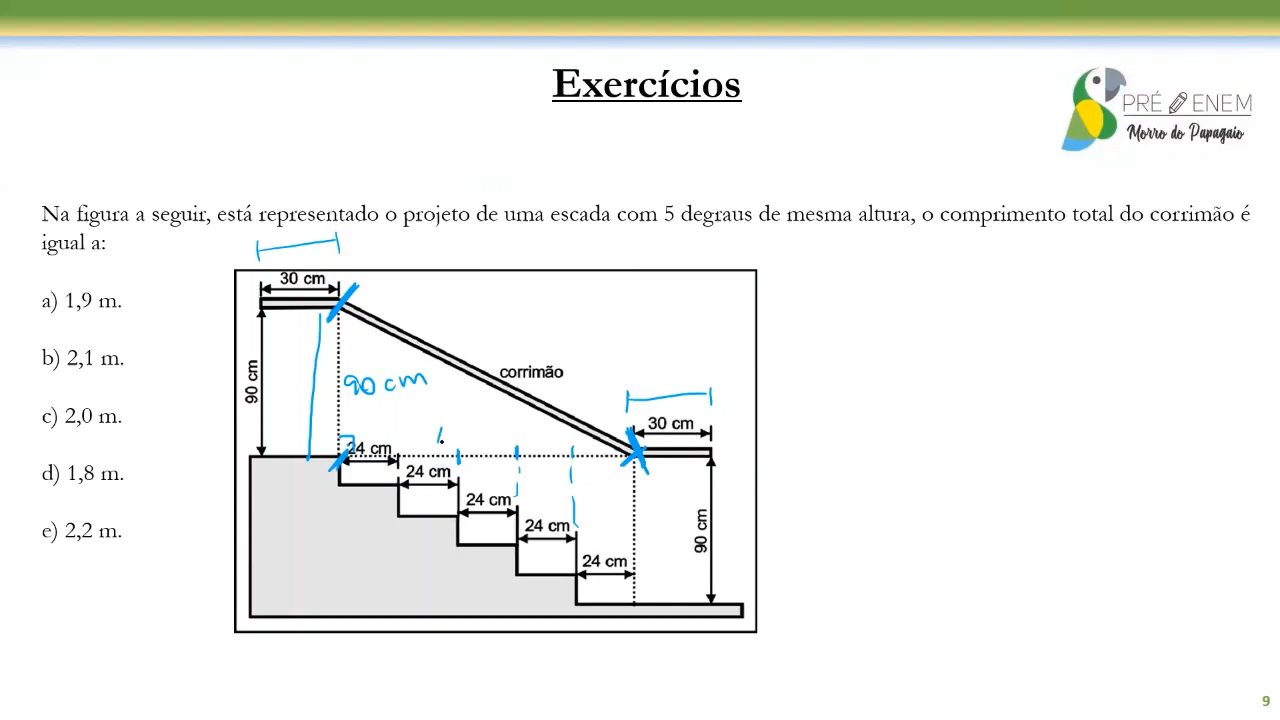 Exercícios
PRÉ ENEM
Morro do Papagaio
Na figura a seguir, está representado o projeto de uma escada com 5 degraus de mesma altura, o comprimento total do corrimão é
igual a:
a) 1,9 m.
b) 2,1 m.
c) 2,0 m.
d) 1,8 m.
e) 2,2 m.
30 cm
90 cm
corrimão
90 cm
30 cm
24 cm
24 cm
24 cm
24 cm
24 cm
90 cm
9